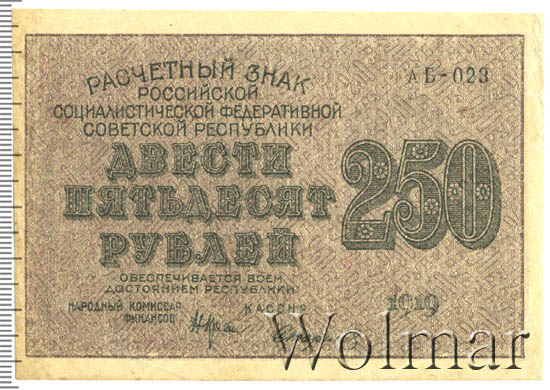 РАСЧЕТНЫЙ ЗНАК
АБ-023
РОССИЙСКОЙ
СОЦИАЛИСТИЧЕСКОЙ ФЕДЕРАТИВНОЙ
СОВЕТСКОЙ РЕСПУБЛИКИ
ДВЕСТИ
ПЯТЬДЕСЯТ
РУБЛЕЙ
250
ОБЕСПЕЧИВАЕТСЯ ВСЕМ
ДОСТОЯНИЕМ РЕСПУБЛИКИ
1919
НАРОДНЫЙ КОМИССАР
ФИНАНСОВ
Wolmar